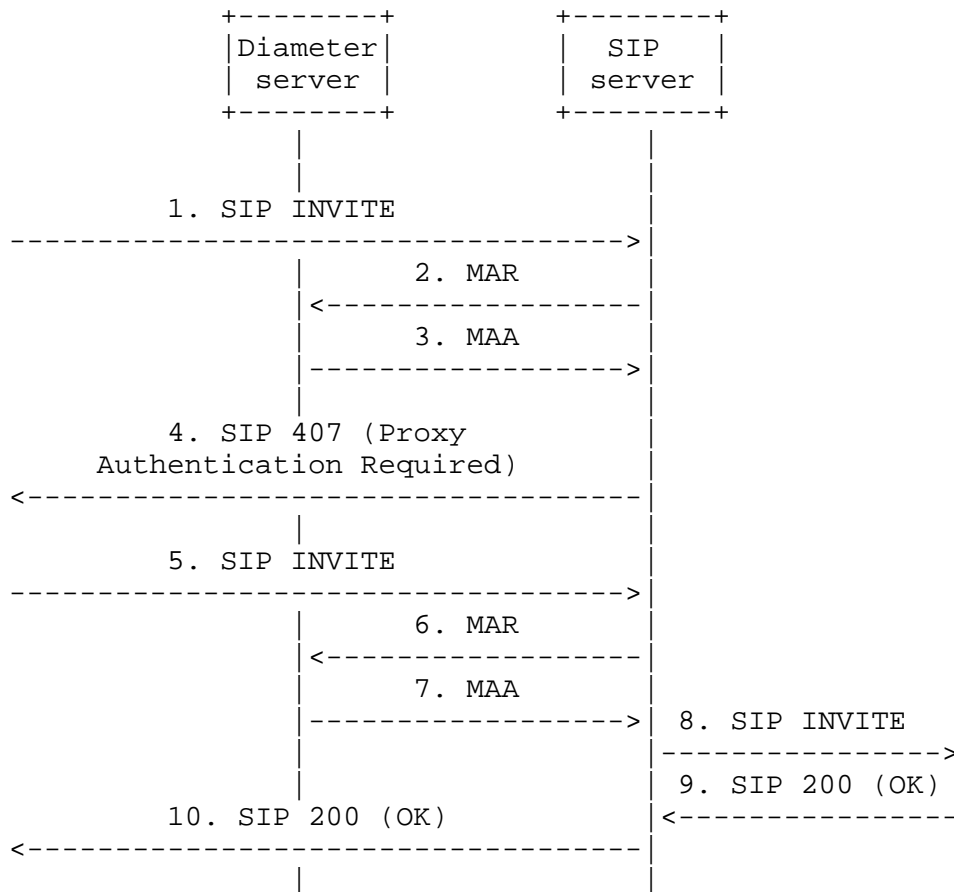 Diameter SIP
server server
1. SIP INVITE
2. MAR
3. MAA
4. SIP 407 (Proxy
Authentication Required)
5. SIP INVITE
6. MAR
7. MAA
8. SIP INVITE
9. SIP 200 (OK)
10. SIP 200 (OK)